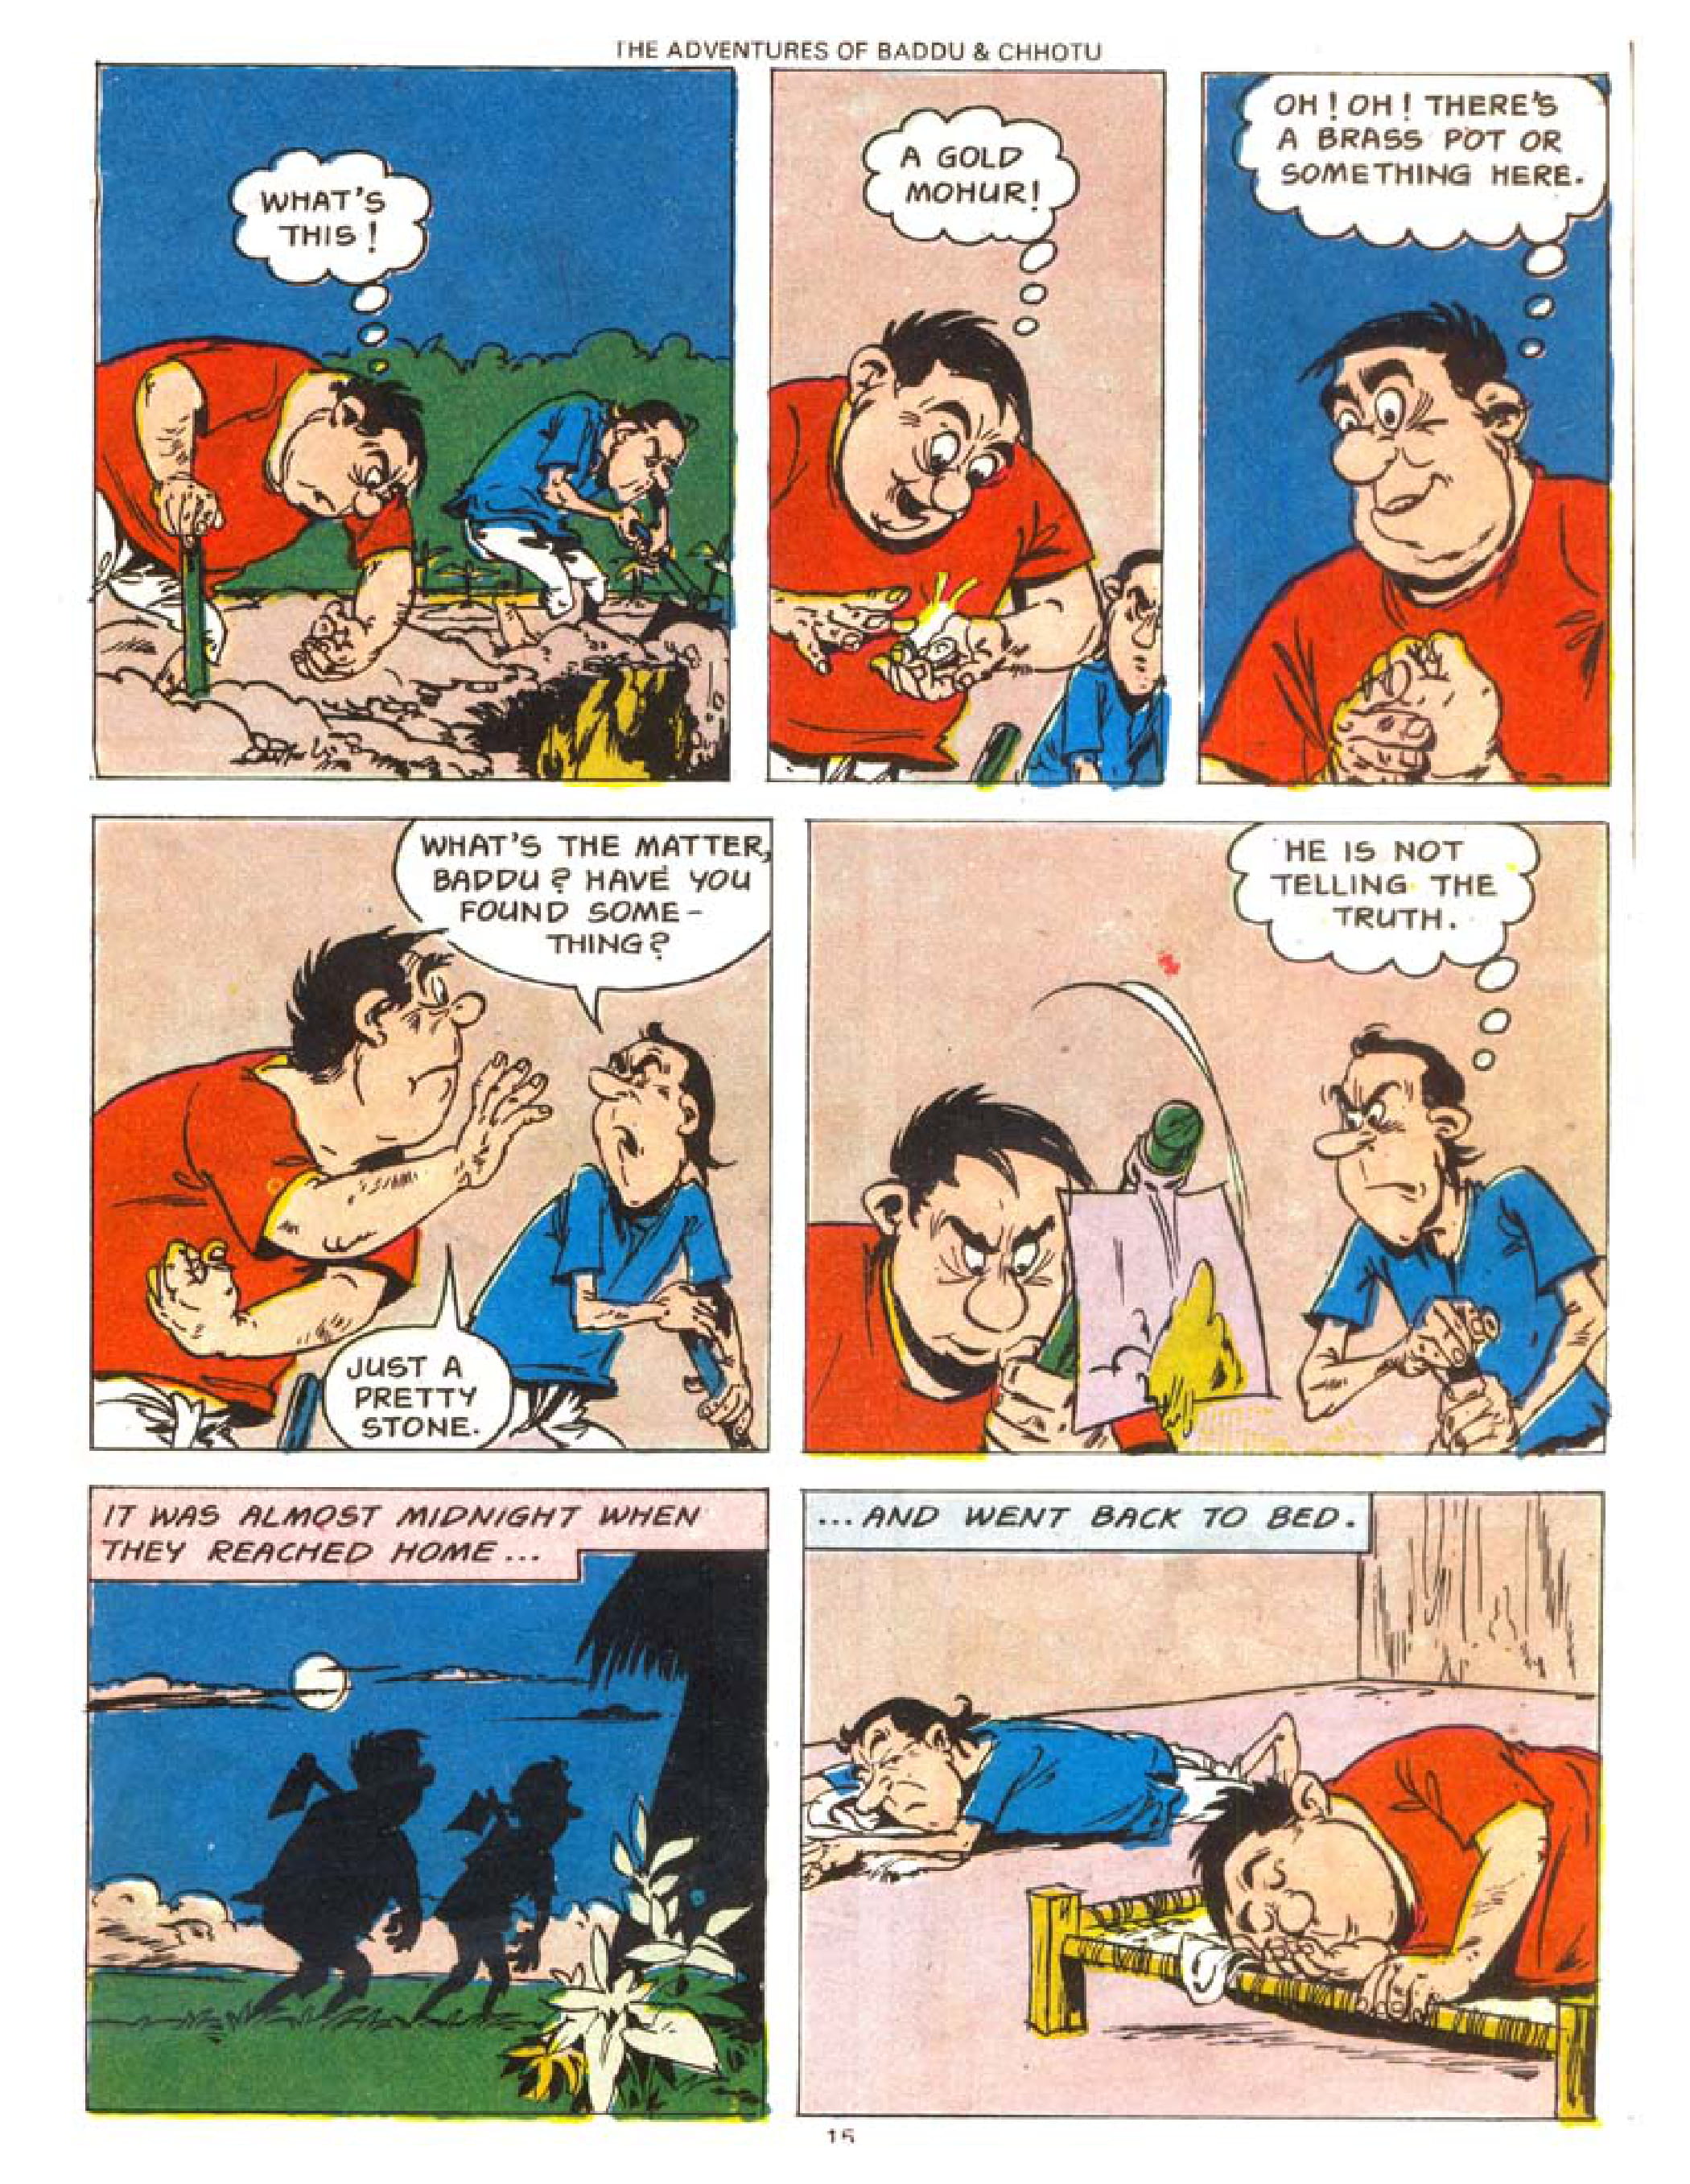 THE ADVENTURES OF BADDU & CHHOTU
WHAT'S
THIS!
A GOLD
MOHUR!
OH! OH! THERE'S
A BRASS POT OR
SOMETHING HERE.
WHAT'S THE MATTER,
BADDU? HAVE YOU
FOUND SOME-
THING?
JUST A
PRETTY
STONE.
HE IS NOT
TELLING THE
TRUTH.
IT WAS ALMOST MIDNIGHT WHEN
THEY REACHED HOME...
...AND WENT BACK TO BED.